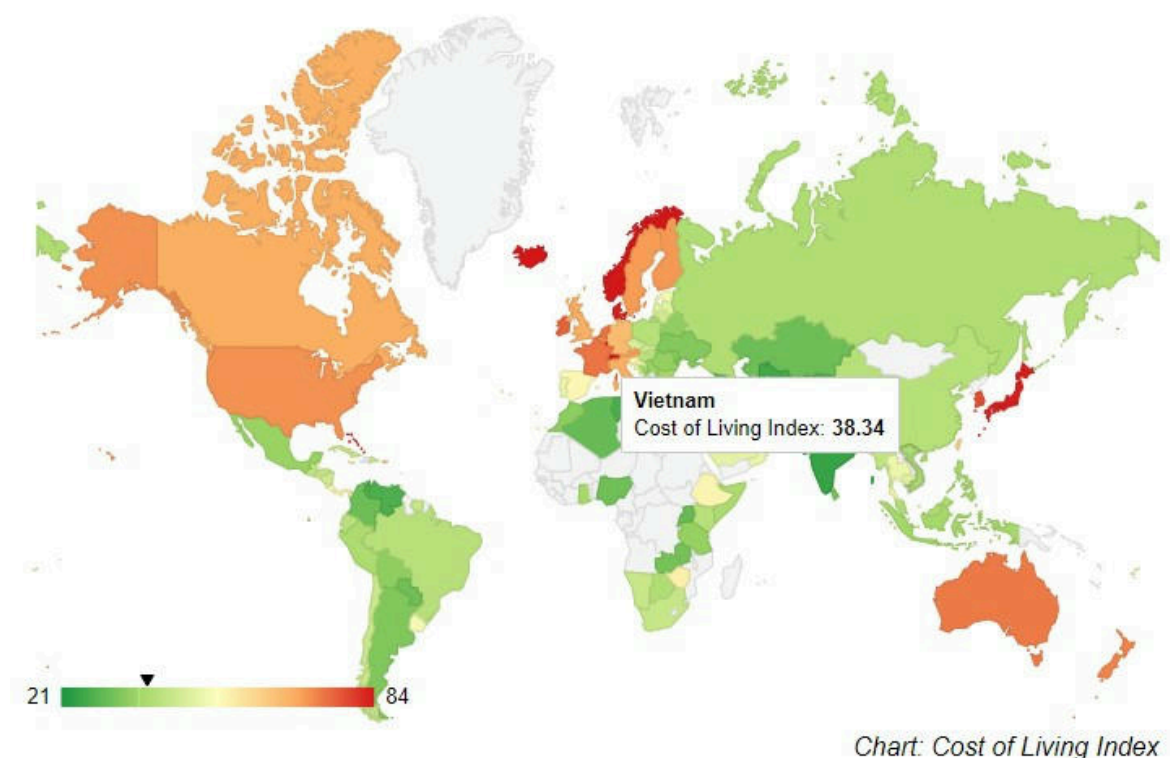 Vietnam
Cost of Living Index: 38.34
21
84
Chart: Cost of Living Index